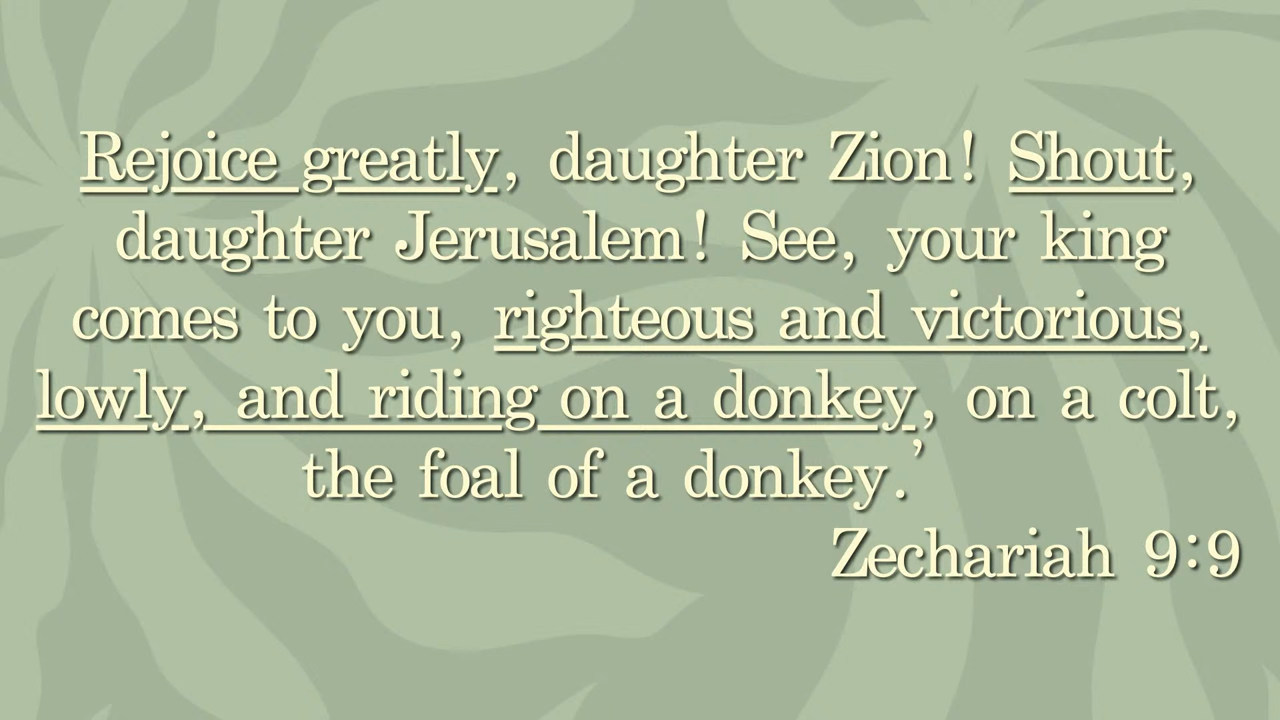 Rejoice greatly, daughter Zion! Shout,
daughter Jerusalem! See, your king
comes to you, righteous and victorious,
lowly, and riding on a donkey, on a colt,
the foal of a donkey.’
Zechariah 9:9